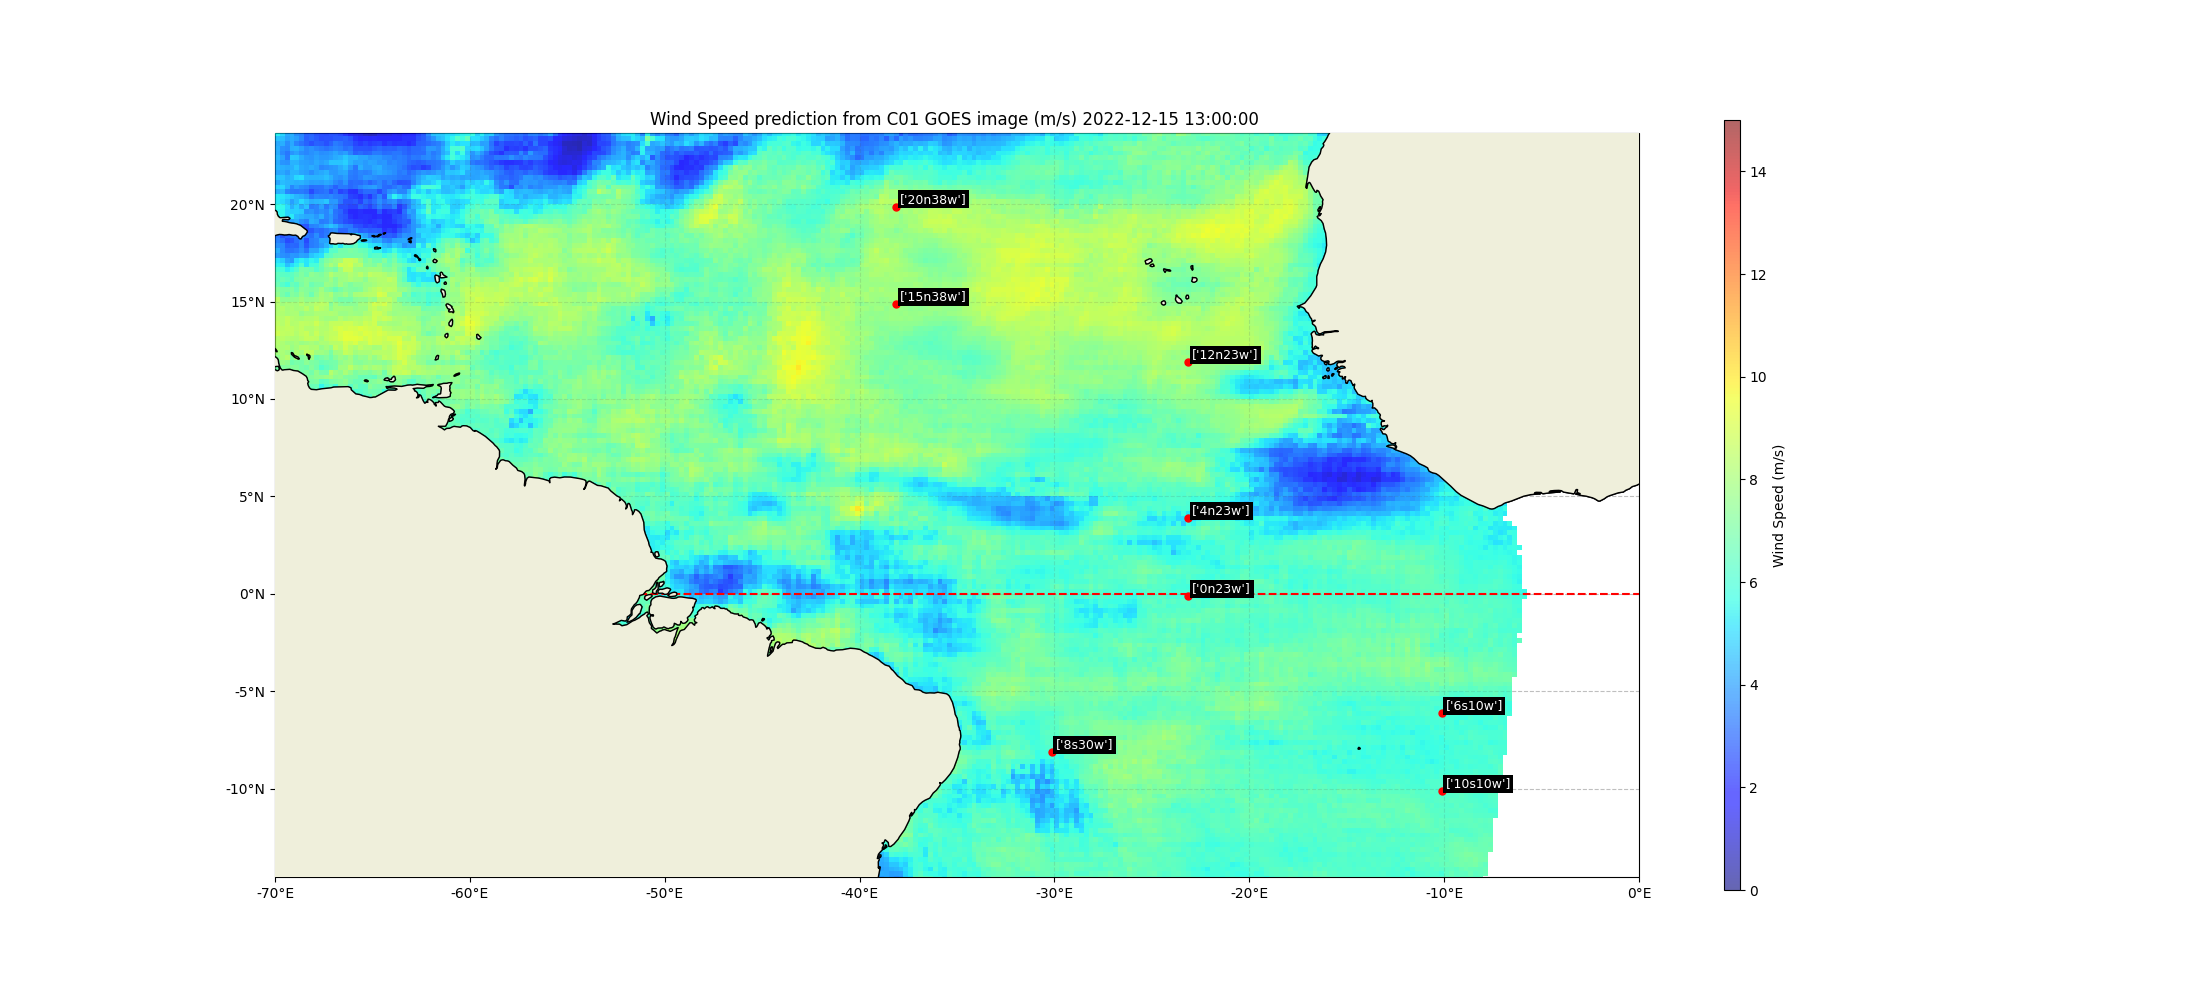 Wind Speed prediction from C01 GOES image (m/s) 2022-12-15 13:00:00
20°N
15°N
10°N
5°N
0°N
-5°N
-10°N
-70°E
-60°E
-50°E
-40°E
-30°E
-20°E
-10°E
0°E
['20n38w']
['15n38w']
['12n23w']
['4n23w']
['0n23w']
['6s10w']
['8s30w']
['10s10w']
14
12
10
8
6
4
2
0
Wind Speed (m/s)